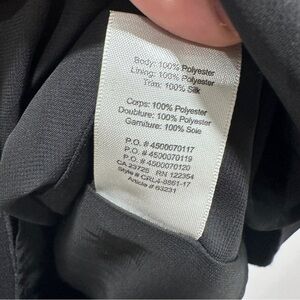 Body: 100% Polyester
Lining: 100% Polyester
Trim: 100% Silk
Corps: 100% Polyester
Doublure: 100% Polyester
Garniture: 100% Soie
P.O. # 4500070117
P.O. # 4500070119
P.O. # 4500070120
CA 23725 RN 122354
Style # CRL4-8861-17
Article # 63231